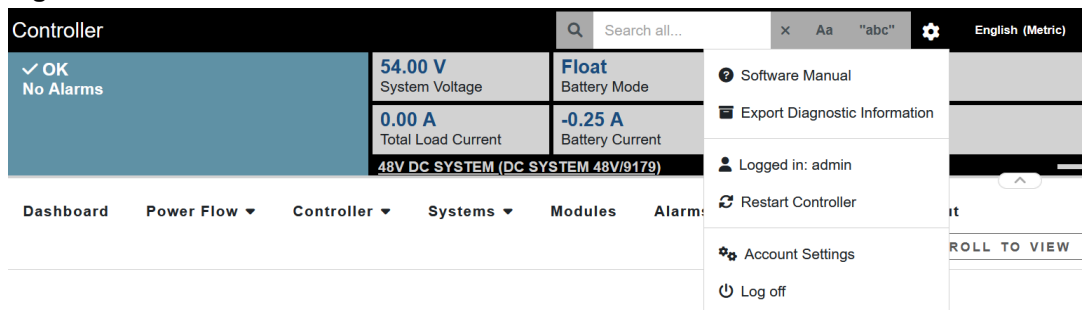 Controller
Search all...
× Aa "abc"
English (Metric)
OK
No Alarms
54.00 V
System Voltage
Float
Battery Mode
0.00 A
Total Load Current
-0.25 A
Battery Current
48V DC SYSTEM (DC SYSTEM 48V/9179)
Software Manual
Export Diagnostic Information
Logged in: admin
Restart Controller
Account Settings
Log off
Dashboard Power Flow Controller Systems Modules Alarms
ROLL TO VIEW